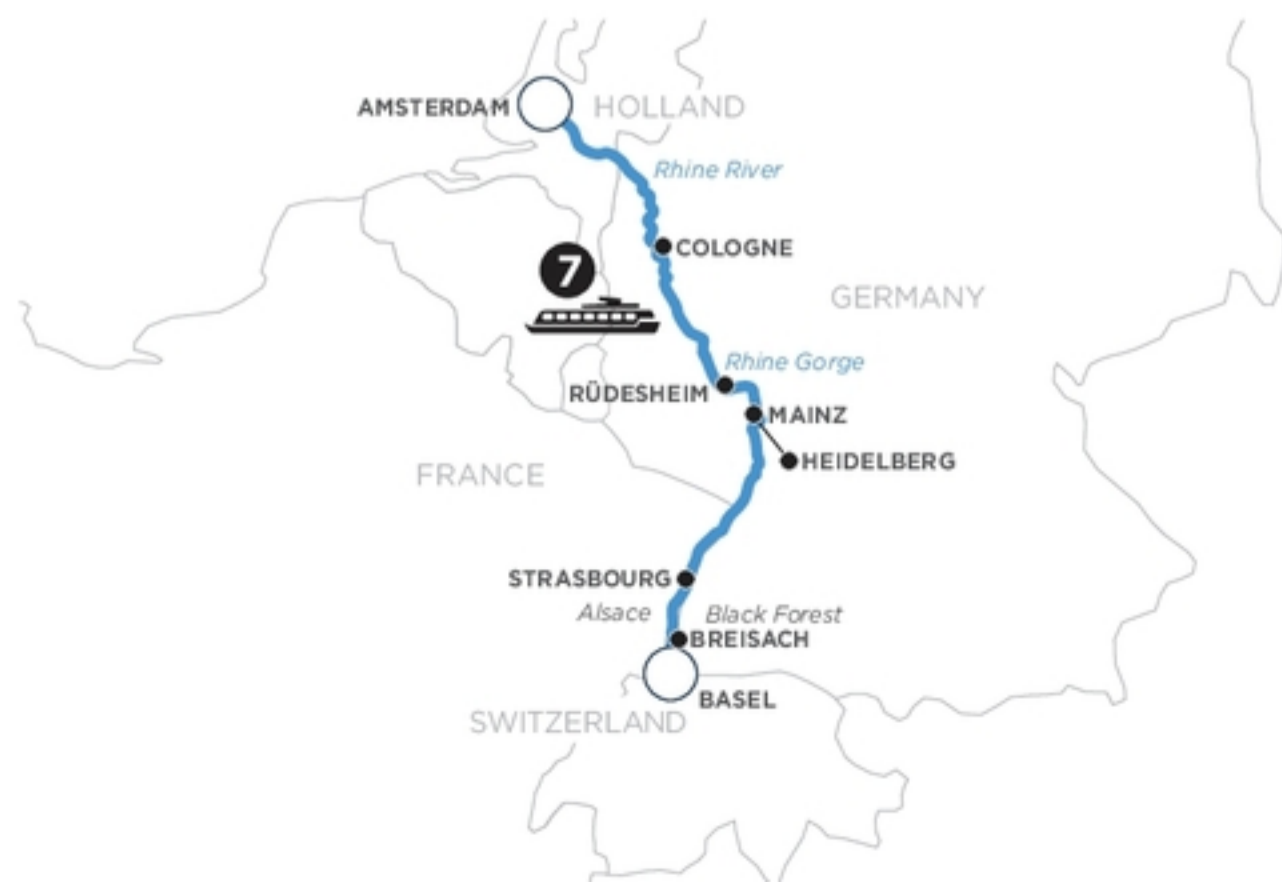 AMSTERDAM
HOLLAND
Rhine River
COLOGNE
7
GERMANY
Rhine Gorge
RÜDESHEIM
MAINZ
HEIDELBERG
FRANCE
STRASBOURG
Alsace
Black Forest
BREISACH
BASEL
SWITZERLAND